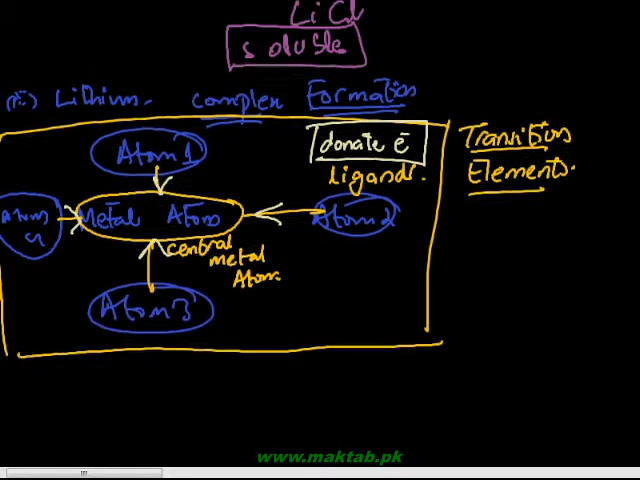 LiCl
soluble
(iii) Lithium. complex Formation
donate e̅
Transition
Elements.
Ligands.
Atom 1
Atom 4
Metal Atom
Atom 2
central
metal
Atom.
Atom 3
www.maktab.pk